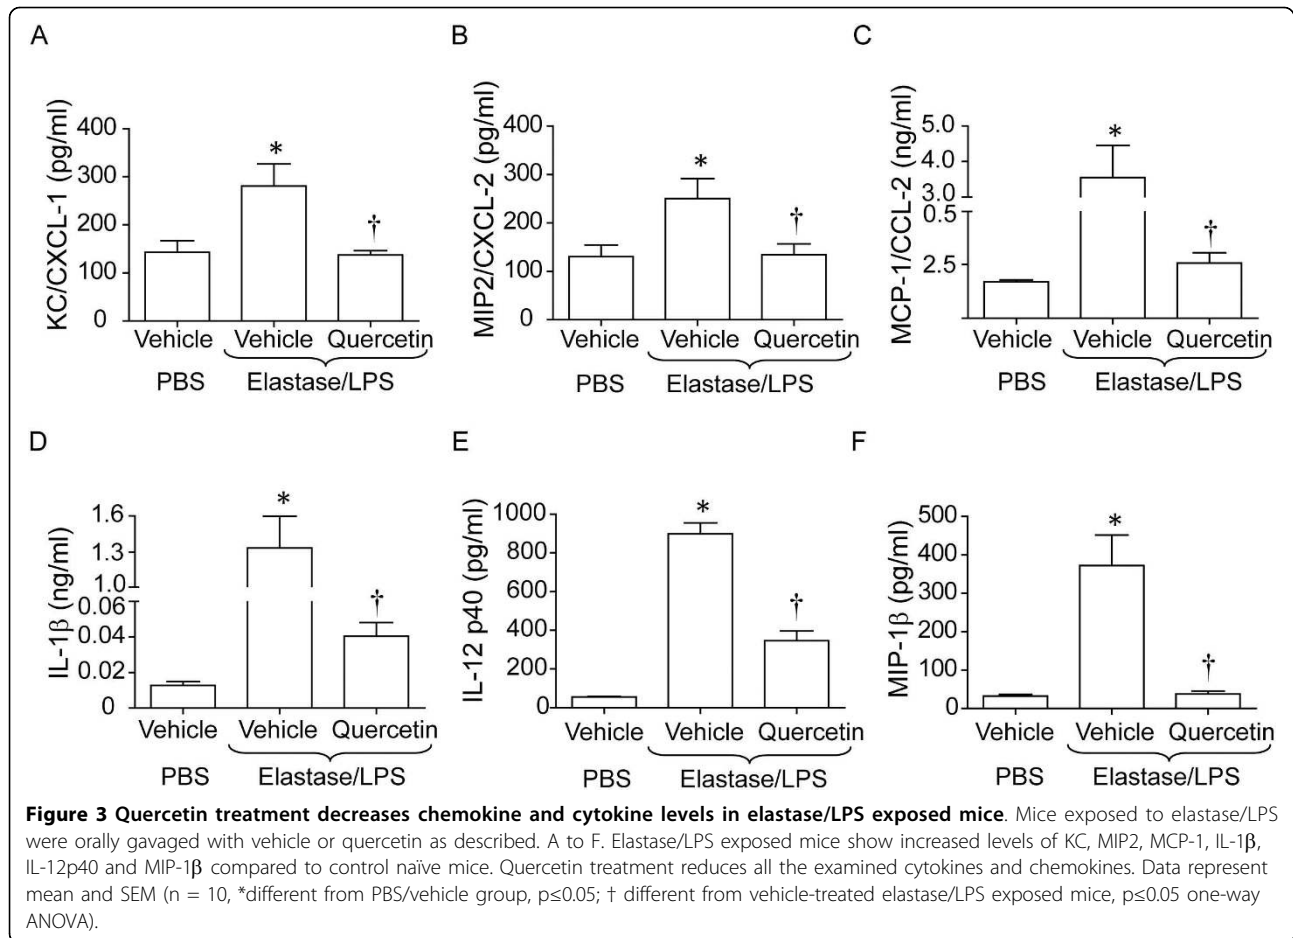 A
KC/CXCL-1 (pg/ml)
400
300
200
100
0
*
†
Vehicle Vehicle Quercetin
PBS Elastase/LPS
B
MIP2/CXCL-2 (pg/ml)
400
300
200
100
0
*
†
Vehicle Vehicle Quercetin
PBS Elastase/LPS
C
MCP-1/CCL-2 (ng/ml)
5.0
4.0
3.0
0.5
2.5
*
†
Vehicle Vehicle Quercetin
PBS Elastase/LPS
D
IL-1β (ng/ml)
1.6
1.3
1.0
0.06
0.04
0.02
0
*
†
Vehicle Vehicle Quercetin
PBS Elastase/LPS
E
IL-12 p40 (pg/ml)
1000
800
600
400
200
0
*
†
Vehicle Vehicle Quercetin
PBS Elastase/LPS
F
MIP-1β (pg/ml)
500
400
300
200
100
0
*
†
Vehicle Vehicle Quercetin
PBS Elastase/LPS
Figure 3 Quercetin treatment decreases chemokine and cytokine levels in elastase/LPS exposed mice. Mice exposed to elastase/LPS
were orally gavaged with vehicle or quercetin as described. A to F. Elastase/LPS exposed mice show increased levels of KC, MIP2, MCP-1, IL-1β,
IL-12p40 and MIP-1β compared to control naïve mice. Quercetin treatment reduces all the examined cytokines and chemokines. Data represent
mean and SEM (n = 10, *different from PBS/vehicle group, p≤0.05; † different from vehicle-treated elastase/LPS exposed mice, p≤0.05 one-way
ANOVA).